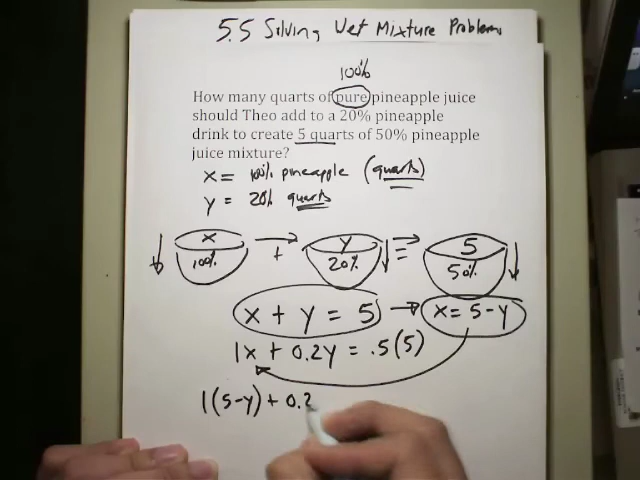 5.5 Solving Wet Mixture Problems
100%
How many quarts of pure pineapple juice
should Theo add to a 20% pineapple
drink to create 5 quarts of 50% pineapple
juice mixture?
x = 100% pineapple (quarts)
y = 20% quarts
x + y = 5
100% 20% 50%
x + y = 5 → x = 5 - y
1x + 0.2y = .5(5)
1(5-y) + 0.2